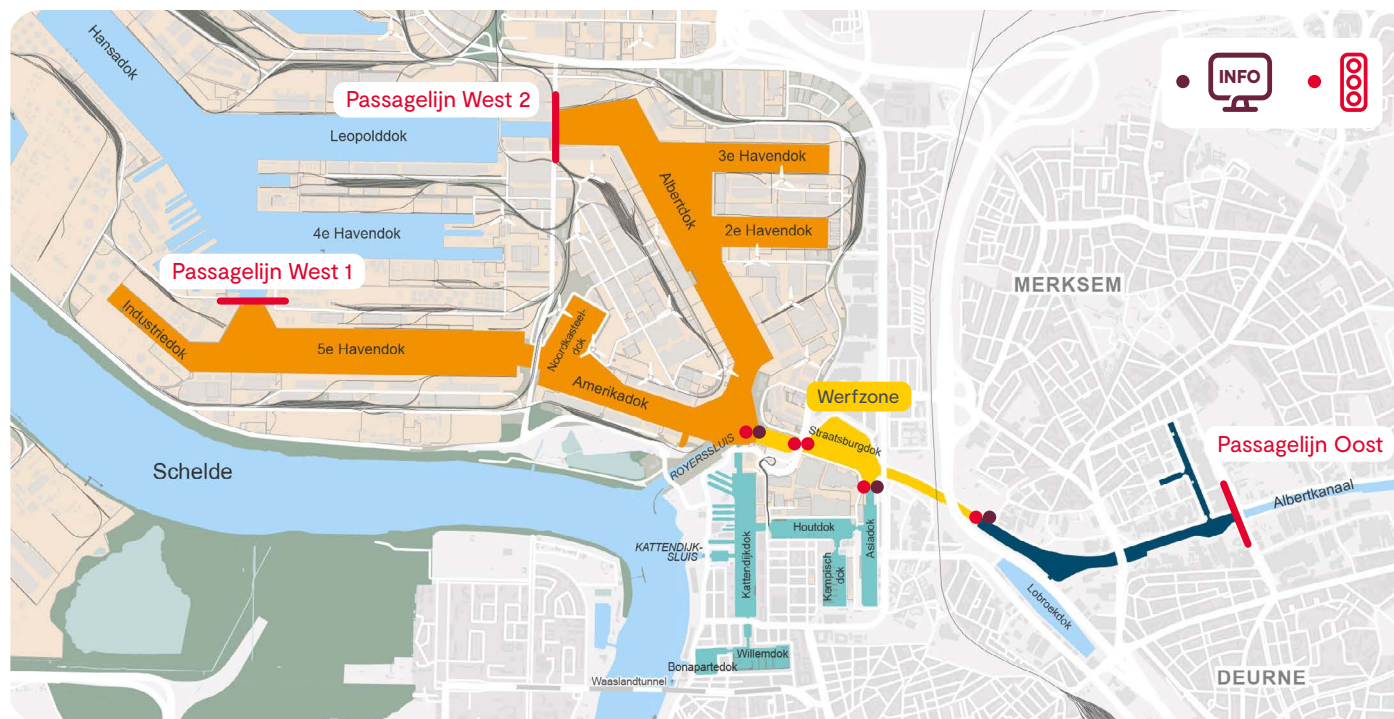 Hansadok
INFO
Passagelijn West 2
Leopolddok
3e Havendok
Albertdok
2e Havendok
4e Havendok
Passagelijn West 1
MERKSEM
Industriedok
5e Havendok
Noordkasteel-
dok
Amerikadok
Werfzone
Straatsburgdok
ROYERSSLUIS
Passagelijn Oost
Schelde
Albertkanaal
Houtdok
Asiadok
KATTENDIJK-
SLUIS
Kattendijkdok
Kempisch
dok
Lobroekdok
Willemdok
Bonapartedok
Waaslandtunnel
DEURNE